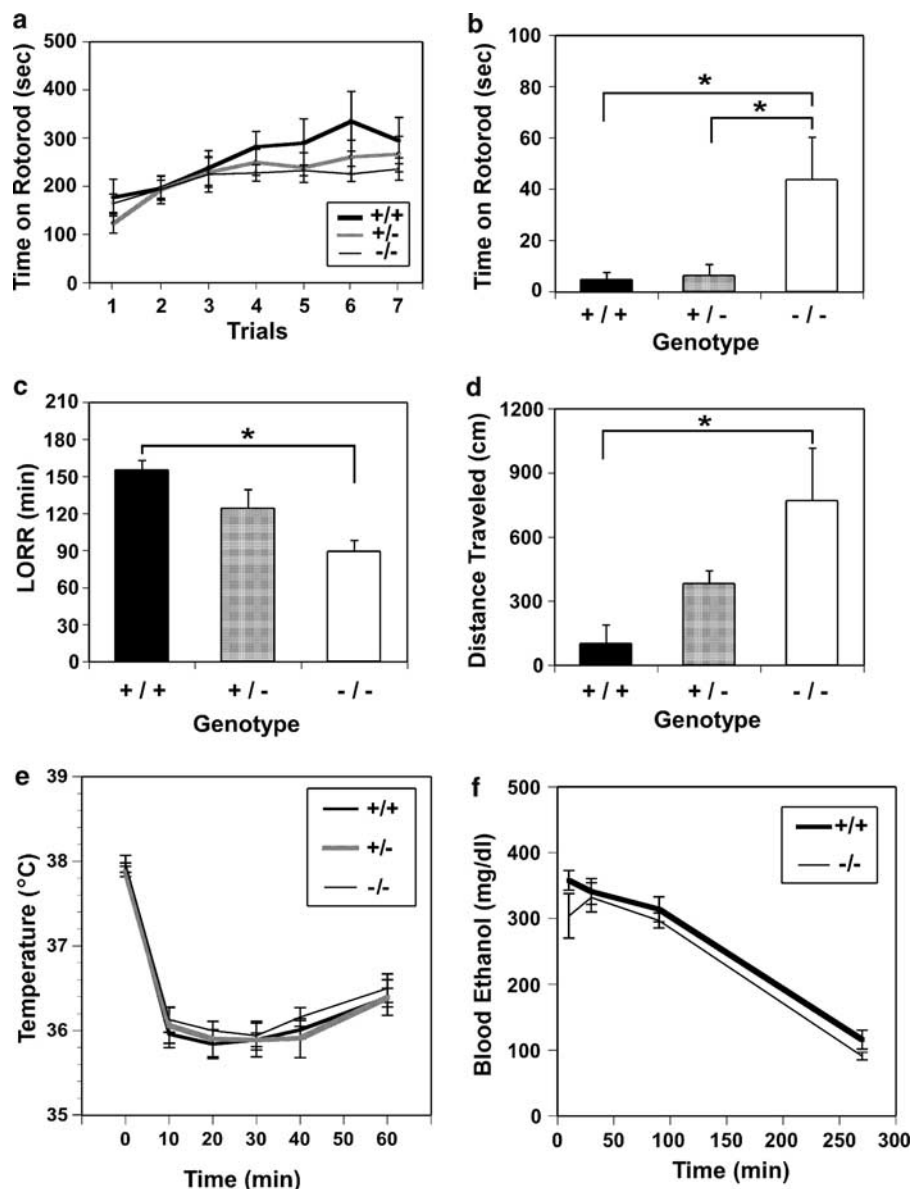 a
Time on Rotorod (sec)
500
400
300
200
100
0
1 2 3 4 5 6 7
Trials
+/+
+/-
-/-
b
Time on Rotorod (sec)
100
80
60
40
20
0
*
*
+ / + + / - - / -
Genotype
c
LORR (min)
210
180
150
120
90
60
30
0
*
+ / + + / - - / -
Genotype
d
Distance Traveled (cm)
1200
900
600
300
0
*
+ / + + / - - / -
Genotype
e
Temperature (°C)
39
38
37
36
35
0 10 20 30 40 60
Time (min)
+/+
+/-
-/-
f
Blood Ethanol (mg/dl)
500
400
300
200
100
0
0 50 100 150 200 250 300
Time (min)
+/+
-/-